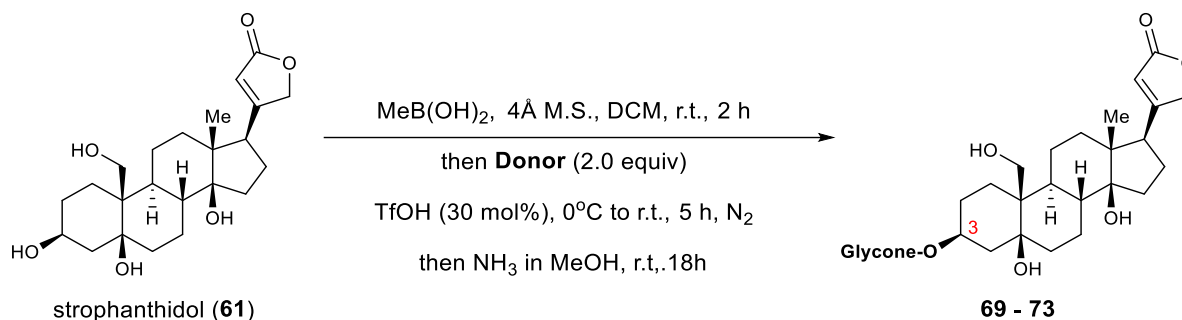 O
O
Me
HO
H
H
OH
HO
OH
strophanthidol (61)
MeB(OH)₂, 4Å M.S., DCM, r.t., 2 h
then Donor (2.0 equiv)
TfOH (30 mol%), 0°C to r.t., 5 h, N₂
then NH₃ in MeOH, r.t,.18h
O
O
Me
HO
H
H
OH
3
Glycone-O
OH
69 - 73